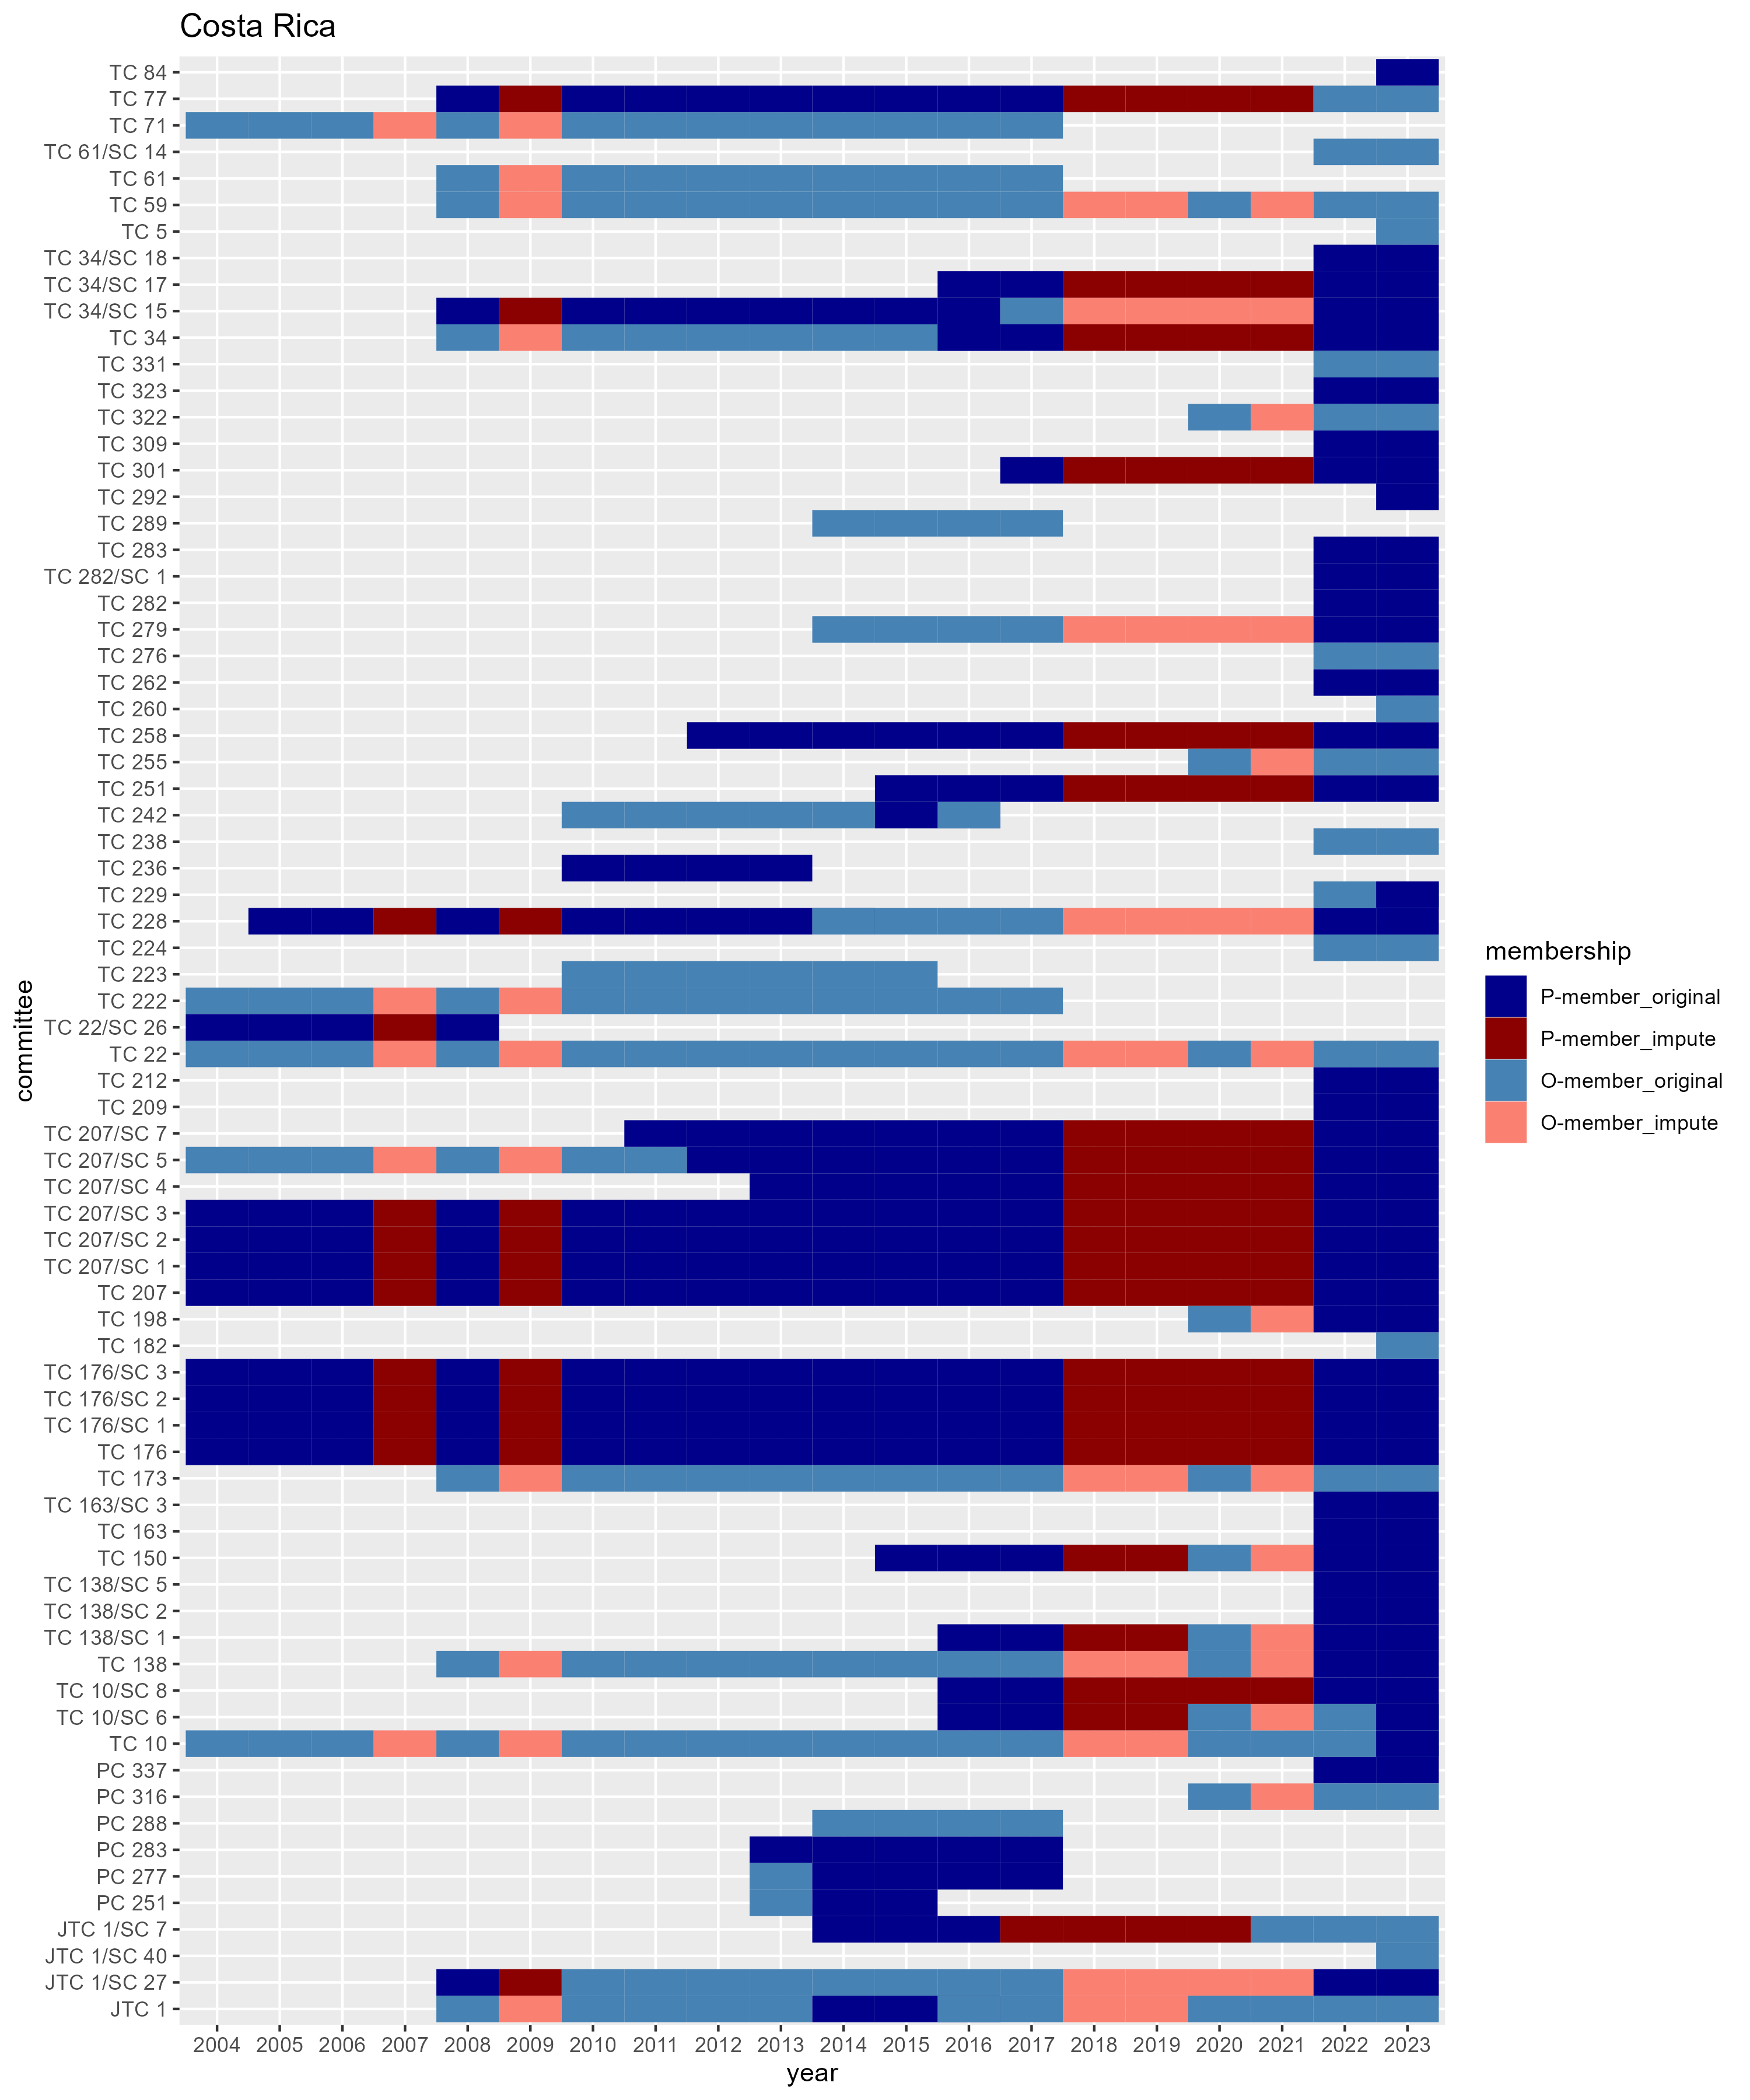 Costa Rica
TC 84
TC 77
TC 71
TC 61/SC 14
TC 61
TC 59
TC 5
TC 34/SC 18
TC 34/SC 17
TC 34/SC 15
TC 34
TC 331
TC 323
TC 322
TC 309
TC 301
TC 292
TC 289
TC 283
TC 282/SC 1
TC 282
TC 279
TC 276
TC 262
TC 260
TC 258
TC 255
TC 251
TC 242
TC 238
TC 236
TC 229
TC 228
TC 224
TC 223
TC 222
TC 22/SC 26
TC 22
TC 212
TC 209
TC 207/SC 7
TC 207/SC 5
TC 207/SC 4
TC 207/SC 3
TC 207/SC 2
TC 207/SC 1
TC 207
TC 198
TC 182
TC 176/SC 3
TC 176/SC 2
TC 176/SC 1
TC 176
TC 173
TC 163/SC 3
TC 163
TC 150
TC 138/SC 5
TC 138/SC 2
TC 138/SC 1
TC 138
TC 10/SC 8
TC 10/SC 6
TC 10
PC 337
PC 316
PC 288
PC 283
PC 277
PC 251
JTC 1/SC 7
JTC 1/SC 40
JTC 1/SC 27
JTC 1
committee
2004 2005 2006 2007 2008 2009 2010 2011 2012 2013 2014 2015 2016 2017 2018 2019 2020 2021 2022 2023
year
membership
P-member_original
P-member_impute
O-member_original
O-member_impute